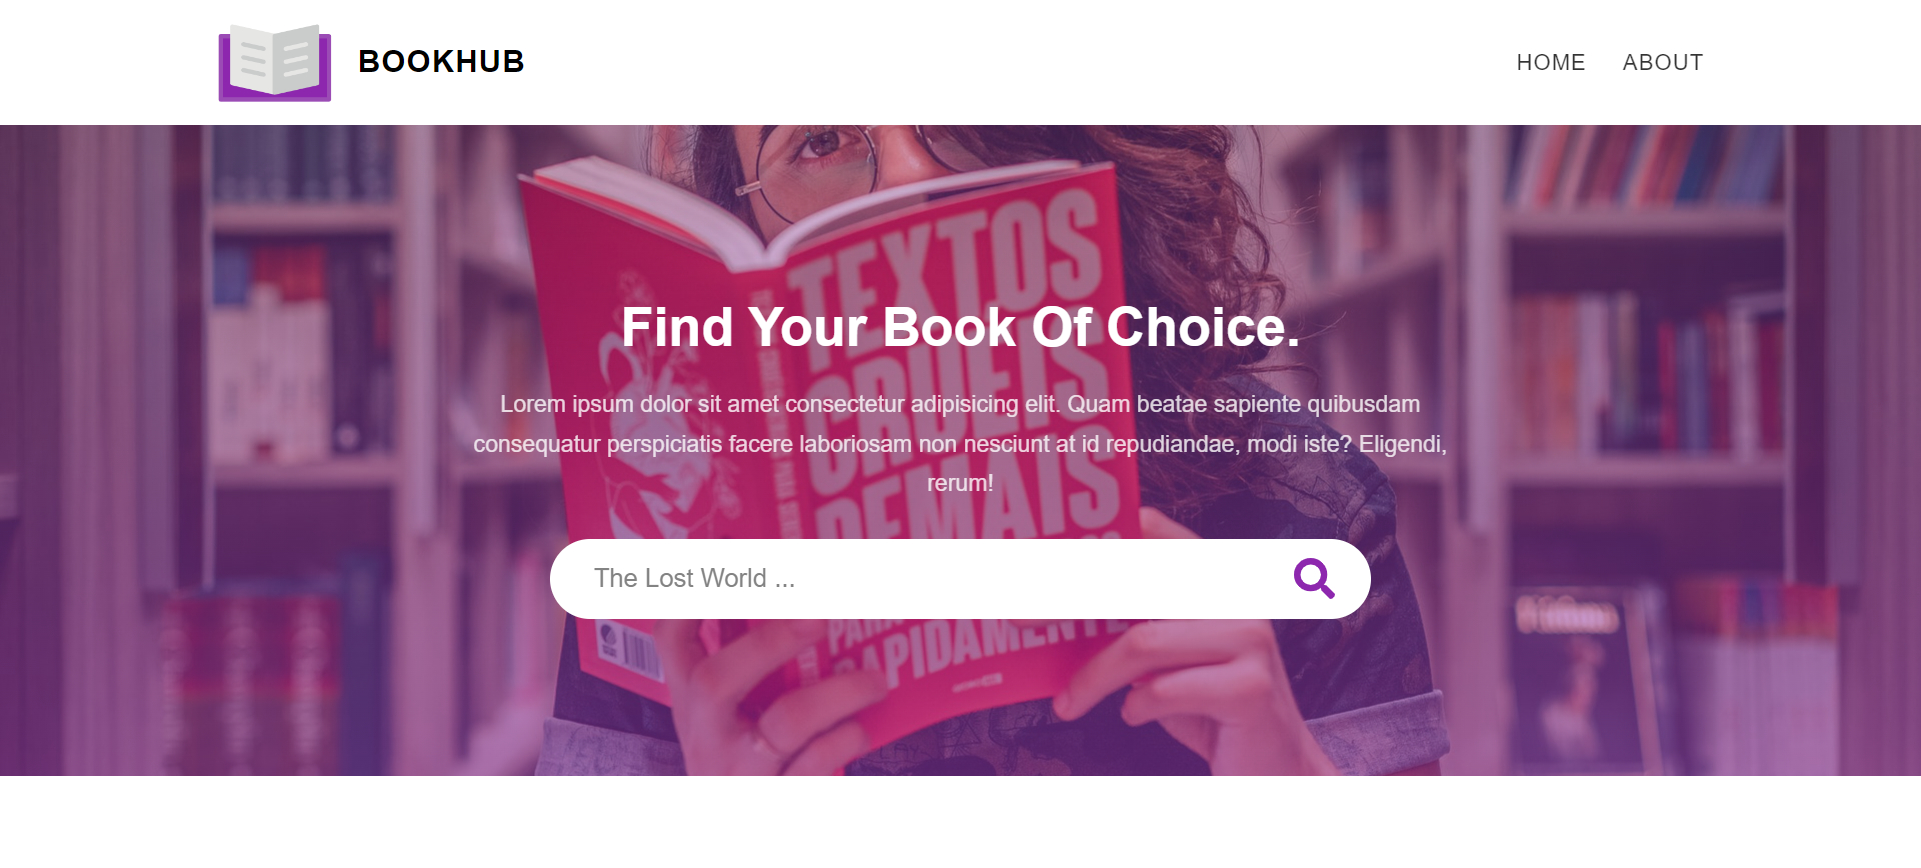 BOOKHUB
HOME ABOUT
TEXTOS
CRUEIS
DEMAIS
Find Your Book Of Choice.
Lorem ipsum dolor sit amet consectetur adipisicing elit. Quam beatae sapiente quibusdam
consequatur perspiciatis facere laboriosam non nesciunt at id repudiandae, modi iste? Eligendi,
rerum!
The Lost World ...
PARA
RAPIDAMENTE